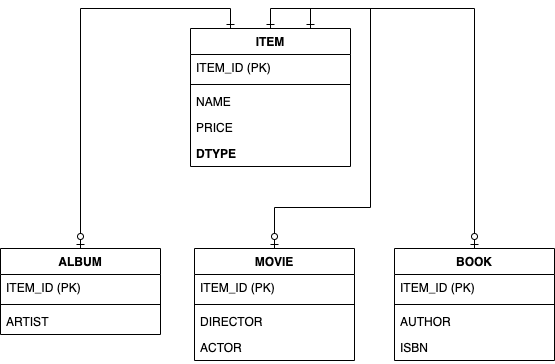 ITEM
ITEM_ID (PK)
NAME
PRICE
DTYPE
ALBUM
ITEM_ID (PK)
ARTIST
MOVIE
ITEM_ID (PK)
DIRECTOR
ACTOR
BOOK
ITEM_ID (PK)
AUTHOR
ISBN